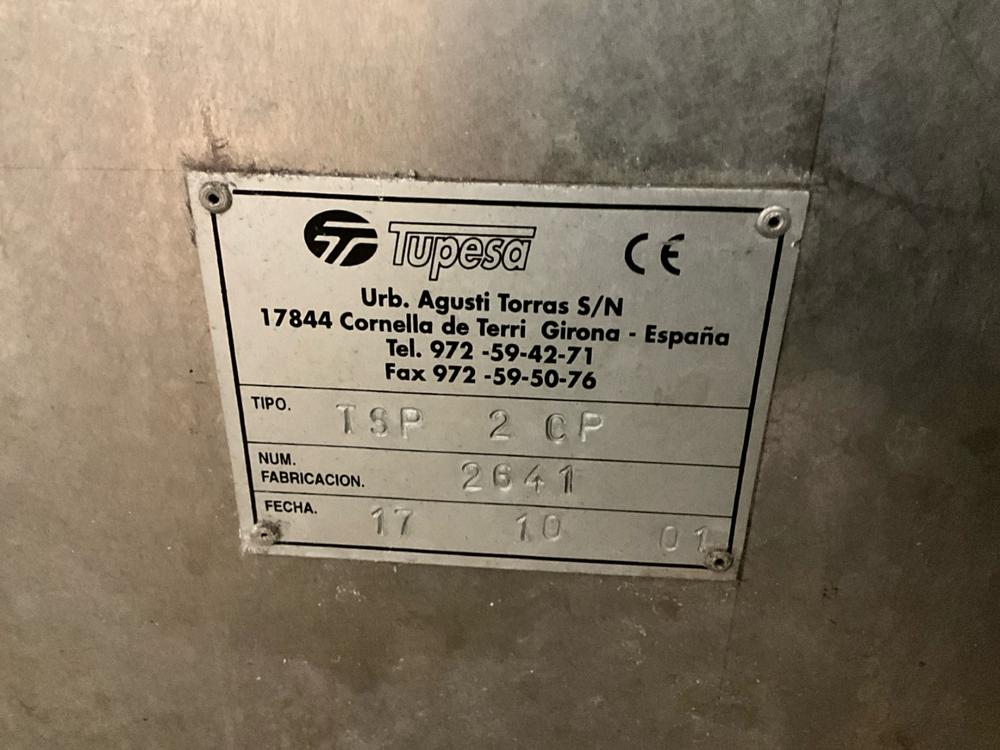 Tupesa CE
Urb. Agusti Torras S/N
17844 Cornella de Terri Girona - España
Tel. 972 -59-42-71
Fax 972 -59-50-76
TIPO. TSP 2 CP
NUM.
FABRICACION. 2641
FECHA. 17 10 01